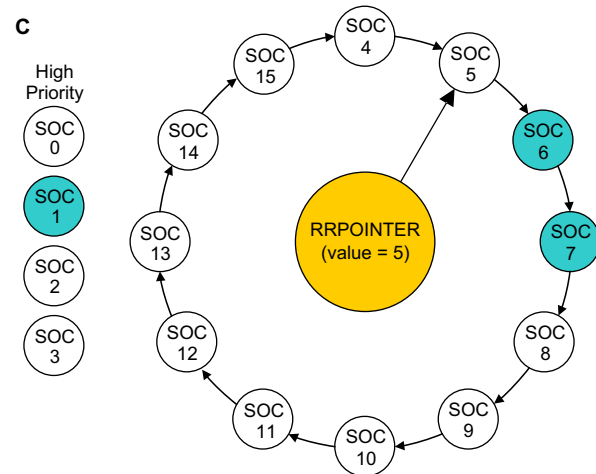 C
High
Priority
SOC
0
SOC
1
SOC
2
SOC
3
SOC
4
SOC
5
SOC
6
SOC
7
SOC
8
SOC
9
SOC
10
SOC
11
SOC
12
SOC
13
SOC
14
SOC
15
RRPOINTER
(value = 5)